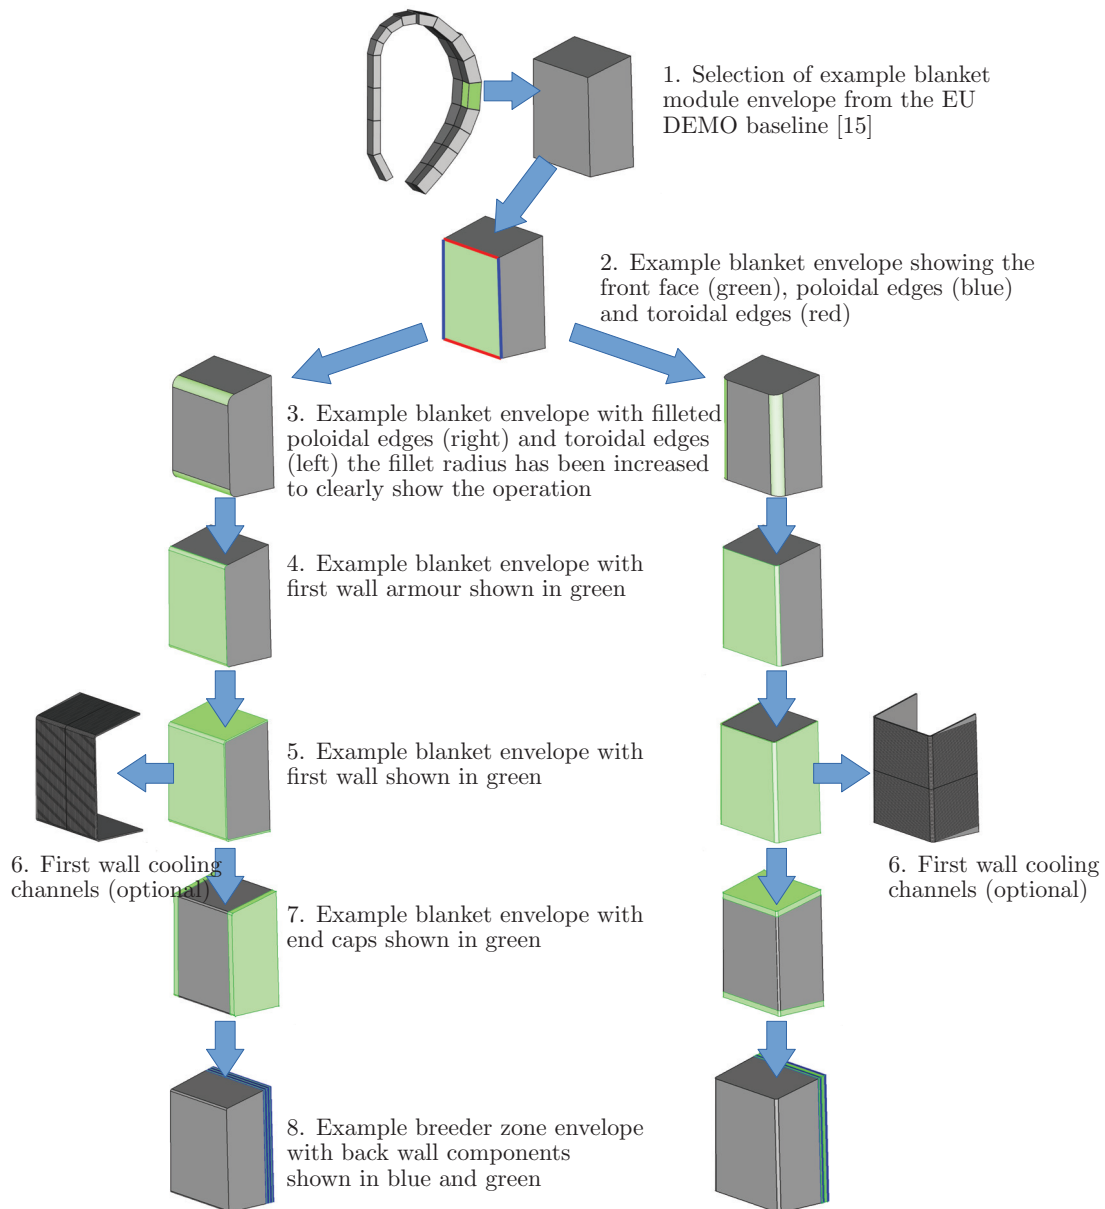 1. Selection of example blanket
module envelope from the EU
DEMO baseline [15]
2. Example blanket envelope showing the
front face (green), poloidal edges (blue)
and toroidal edges (red)
3. Example blanket envelope with filleted
poloidal edges (right) and toroidal edges
(left) the fillet radius has been increased
to clearly show the operation
4. Example blanket envelope with
first wall armour shown in green
5. Example blanket envelope with
first wall shown in green
6. First wall cooling
channels (optional)
6. First wall cooling
channels (optional)
7. Example blanket envelope with
end caps shown in green
8. Example breeder zone envelope
with back wall components
shown in blue and green